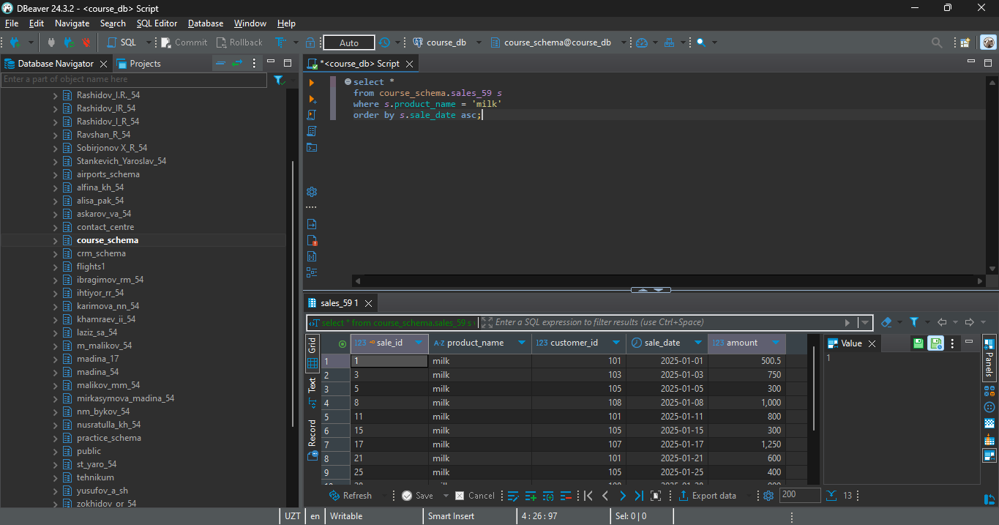 DBeaver 24.3.2 - <course_db> Script
File Edit Navigate Search SQL Editor Database Window Help
SQL Commit Rollback Auto course_db course_schema@course_db
Database Navigator Projects
*<course_db> Script
Enter a part of object name here
Rashidov_I.R._54
Rashidov_IR_54
Rashidov_I_R_54
Ravshan_R_54
Sobirjonov X_R_54
Stankevich_Yaroslav_54
airports_schema
alfina_kh_54
alisa_pak_54
askarov_va_54
contact_centre
course_schema
crm_schema
flights1
ibragimov_rm_54
ihtiyor_rr_54
karimova_nn_54
khamraev_ii_54
laziz_sa_54
m_malikov_54
madina_17
madina_54
malikov_mm_54
mirkasymova_madina_54
nm_bykov_54
nusratulla_kh_54
practice_schema
public
st_yaro_54
tehnikum
yusufov_a_sh
zokhidov_or_54
select *
from course_schema.sales_59 s
where s.product_name = 'milk'
order by s.sale_date asc;
sales_59 1
select * from course_schema.sales_59 s Enter a SQL expression to filter results (use Ctrl+Space)
Grid
Text
Record
123 sale_id A-Z product_name 123 customer_id sale_date 123 amount
1 1 milk 101 2025-01-01 500.5
2 3 milk 103 2025-01-03 750
3 5 milk 105 2025-01-05 300
4 8 milk 108 2025-01-08 1,000
5 11 milk 101 2025-01-11 800
6 15 milk 105 2025-01-15 300
7 17 milk 107 2025-01-17 1,250
8 21 milk 101 2025-01-21 600
9 25 milk 105 2025-01-25 400
Value
1
Panels
Refresh Save Cancel Export data 200 13
UZT en Writable Smart Insert 4 : 26 : 97 Sel: 0 | 0